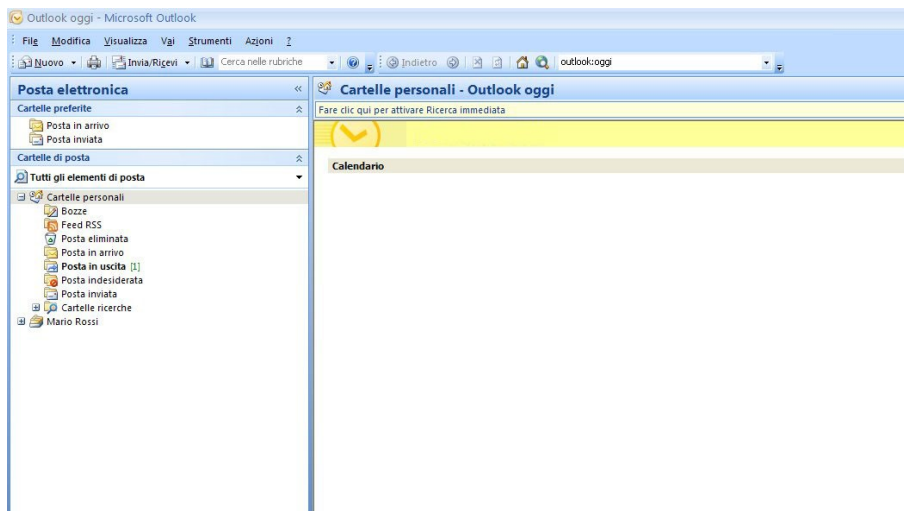 Outlook oggi - Microsoft Outlook
File Modifica Visualizza Vai Strumenti Azioni ?
Nuovo Invia/Ricevi Cerca nelle rubriche Indietro outlook:oggi
Posta elettronica «
Cartelle preferite
Posta in arrivo
Posta inviata
Cartelle di posta
Tutti gli elementi di posta
Cartelle personali
Bozze
Feed RSS
Posta eliminata
Posta in arrivo
Posta in uscita [1]
Posta indesiderata
Posta inviata
Cartelle ricerche
Mario Rossi
Cartelle personali - Outlook oggi
Fare clic qui per attivare Ricerca immediata
Calendario